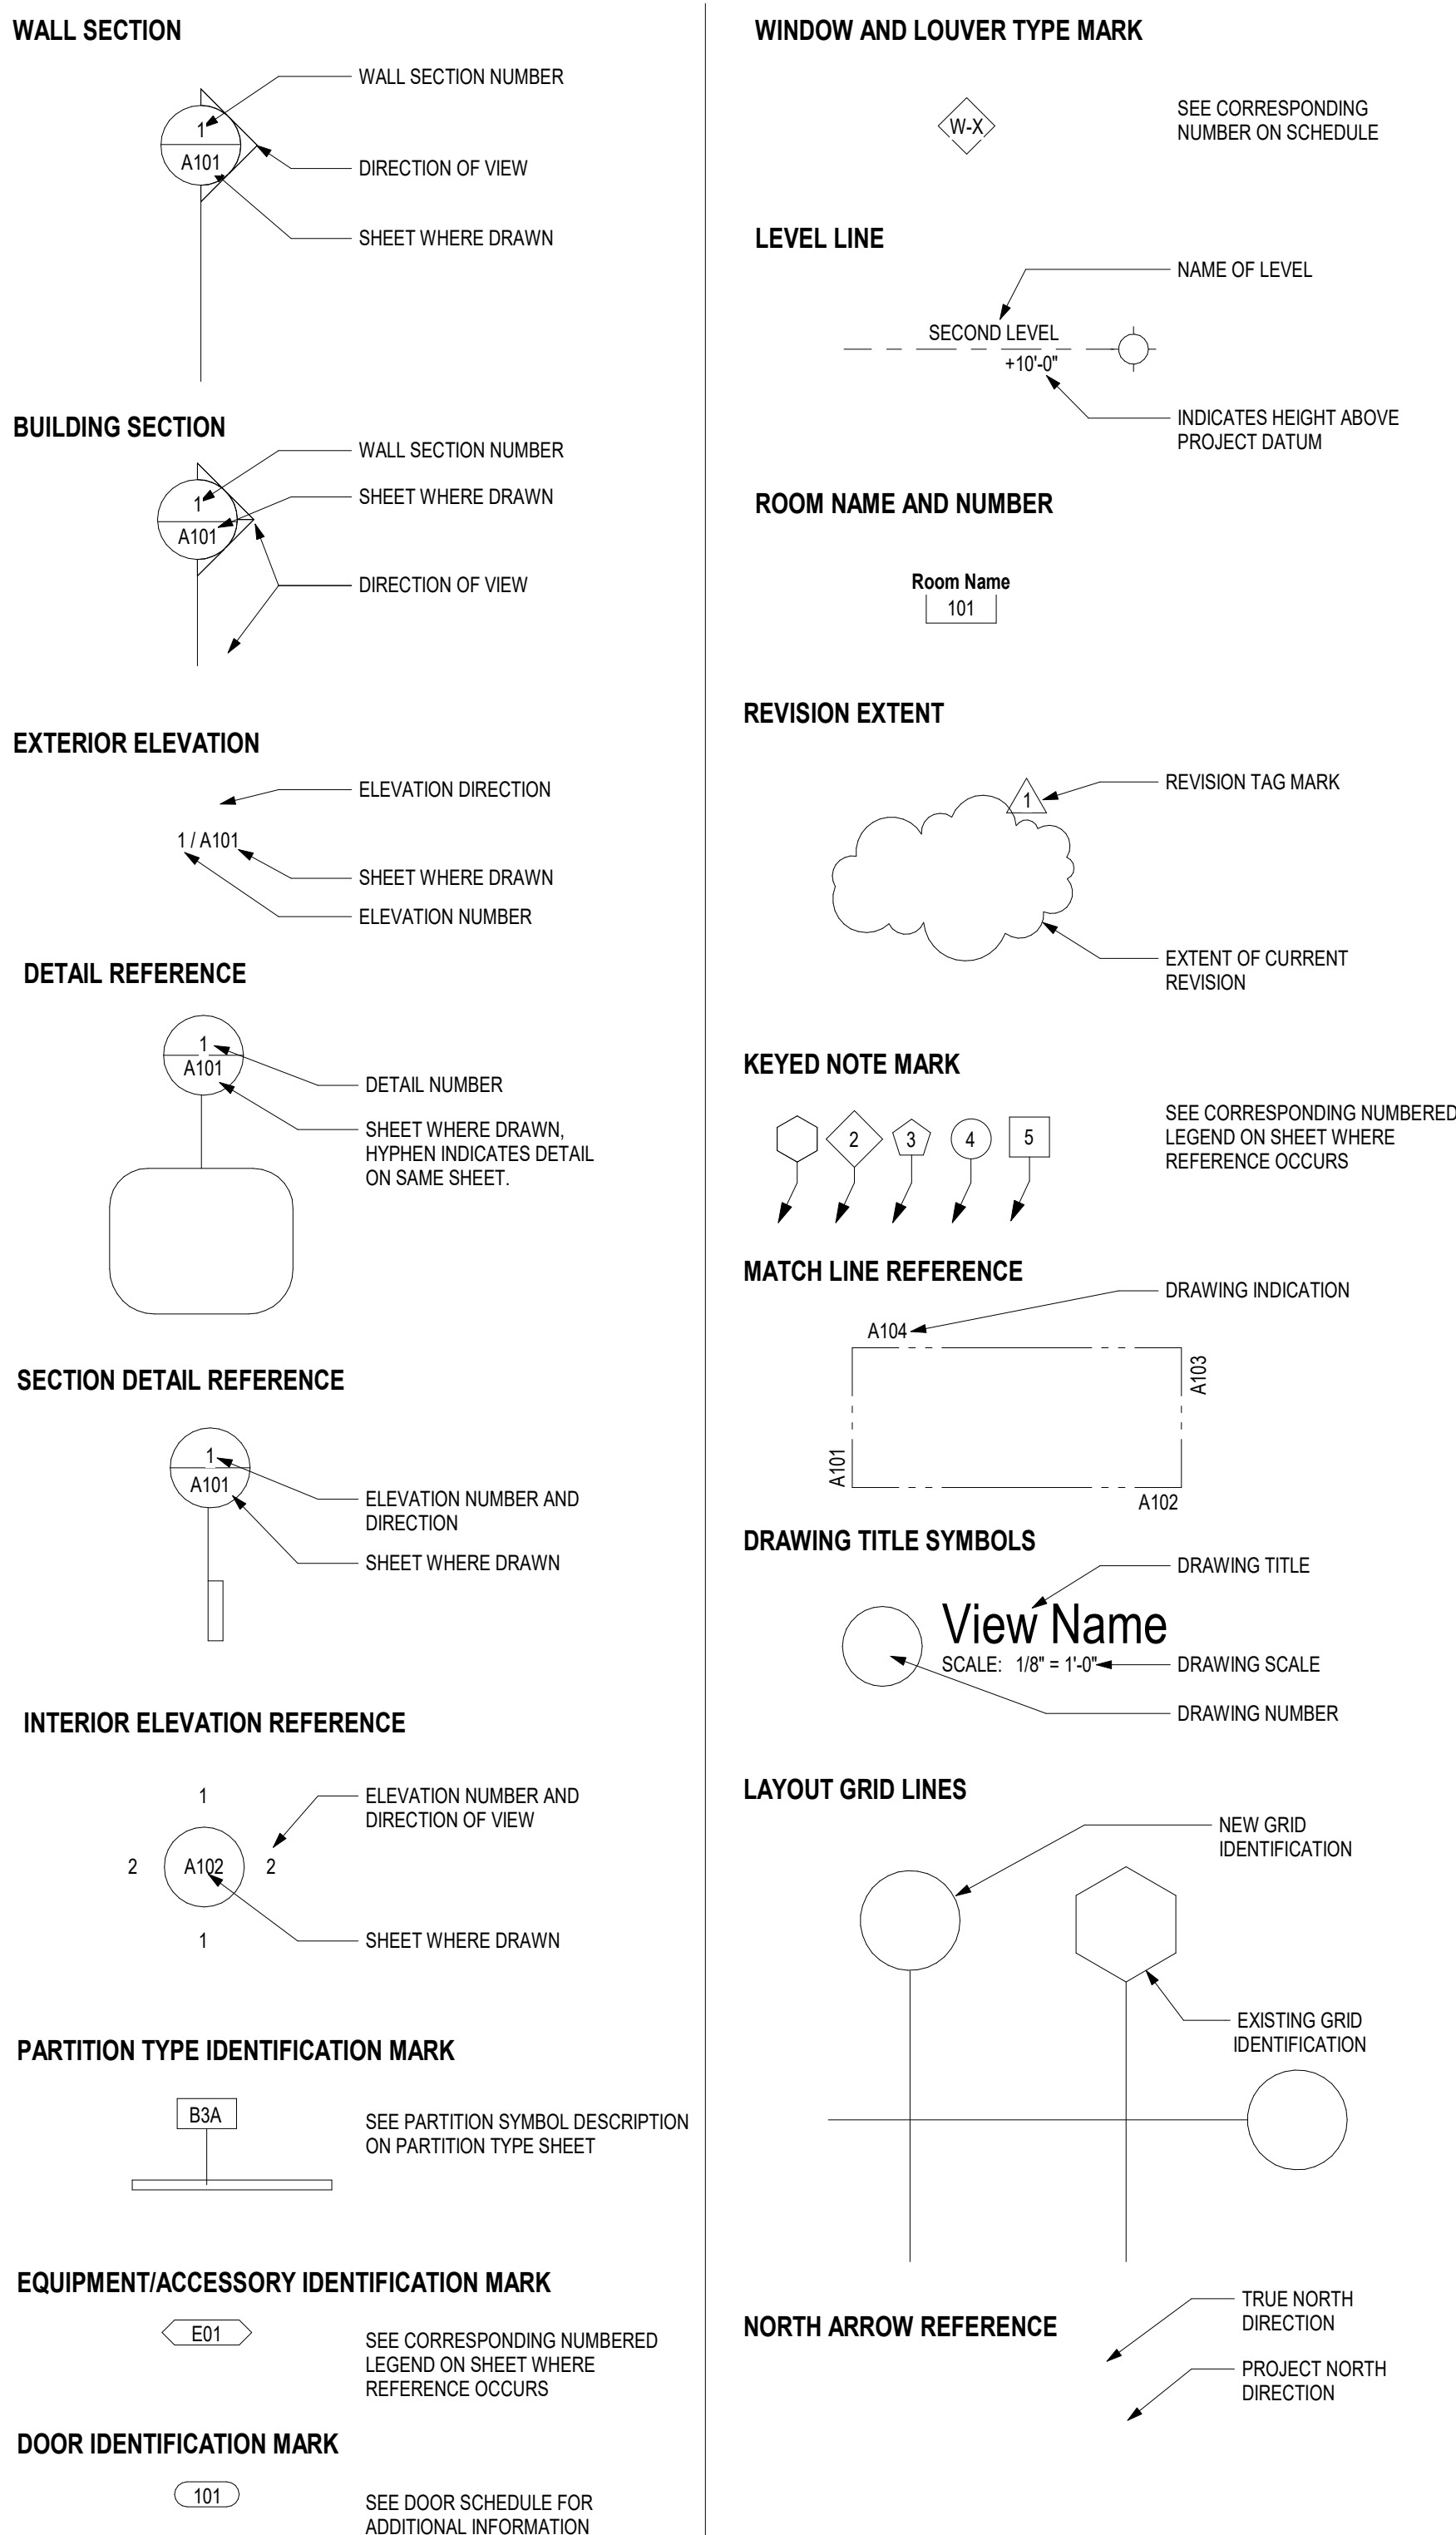 WALL SECTION
WALL SECTION NUMBER
1
A101
DIRECTION OF VIEW
SHEET WHERE DRAWN
BUILDING SECTION
WALL SECTION NUMBER
SHEET WHERE DRAWN
1
A101
DIRECTION OF VIEW
EXTERIOR ELEVATION
ELEVATION DIRECTION
1 / A101
SHEET WHERE DRAWN
ELEVATION NUMBER
DETAIL REFERENCE
1
A101
DETAIL NUMBER
SHEET WHERE DRAWN,
HYPHEN INDICATES DETAIL
ON SAME SHEET.
SECTION DETAIL REFERENCE
1
A101
ELEVATION NUMBER AND
DIRECTION
SHEET WHERE DRAWN
INTERIOR ELEVATION REFERENCE
1
ELEVATION NUMBER AND
DIRECTION OF VIEW
2 A102 2
1
SHEET WHERE DRAWN
PARTITION TYPE IDENTIFICATION MARK
B3A
SEE PARTITION SYMBOL DESCRIPTION
ON PARTITION TYPE SHEET
EQUIPMENT/ACCESSORY IDENTIFICATION MARK
E01
SEE CORRESPONDING NUMBERED
LEGEND ON SHEET WHERE
REFERENCE OCCURS
DOOR IDENTIFICATION MARK
101
SEE DOOR SCHEDULE FOR
ADDITIONAL INFORMATION
WINDOW AND LOUVER TYPE MARK
W-X
SEE CORRESPONDING
NUMBER ON SCHEDULE
LEVEL LINE
NAME OF LEVEL
SECOND LEVEL
+10'-0"
INDICATES HEIGHT ABOVE
PROJECT DATUM
ROOM NAME AND NUMBER
Room Name
101
REVISION EXTENT
REVISION TAG MARK
1
EXTENT OF CURRENT
REVISION
KEYED NOTE MARK
2 3 4 5
SEE CORRESPONDING NUMBERED
LEGEND ON SHEET WHERE
REFERENCE OCCURS
MATCH LINE REFERENCE
DRAWING INDICATION
A104
A103
A101
A102
DRAWING TITLE SYMBOLS
DRAWING TITLE
View Name
SCALE: 1/8" = 1'-0"
DRAWING SCALE
DRAWING NUMBER
LAYOUT GRID LINES
NEW GRID
IDENTIFICATION
EXISTING GRID
IDENTIFICATION
NORTH ARROW REFERENCE
TRUE NORTH
DIRECTION
PROJECT NORTH
DIRECTION